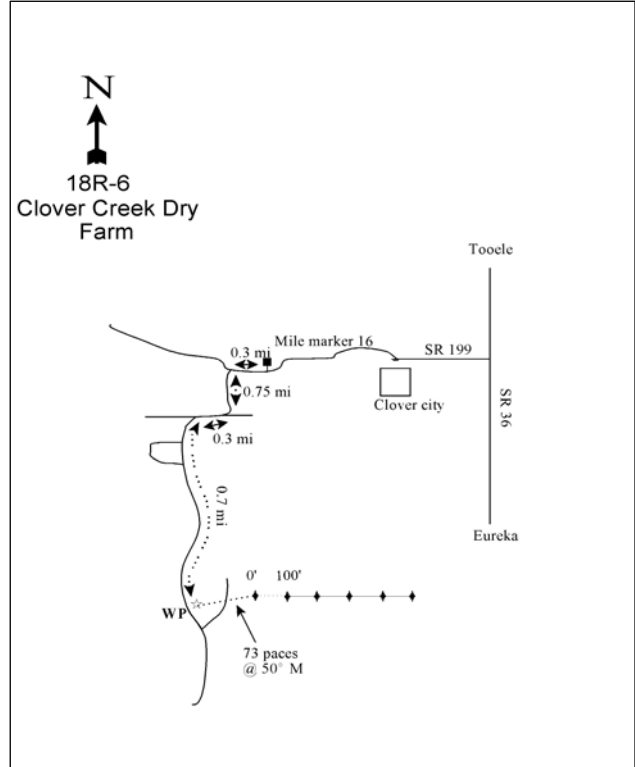 N
18R-6
Clover Creek Dry
Farm
Tooele
Mile marker 16
0.3 mi
SR 199
0.75 mi
Clover city
SR 36
0.3 mi
0.7 mi
Eureka
0'
100'
WP
73 paces
@ 50° M